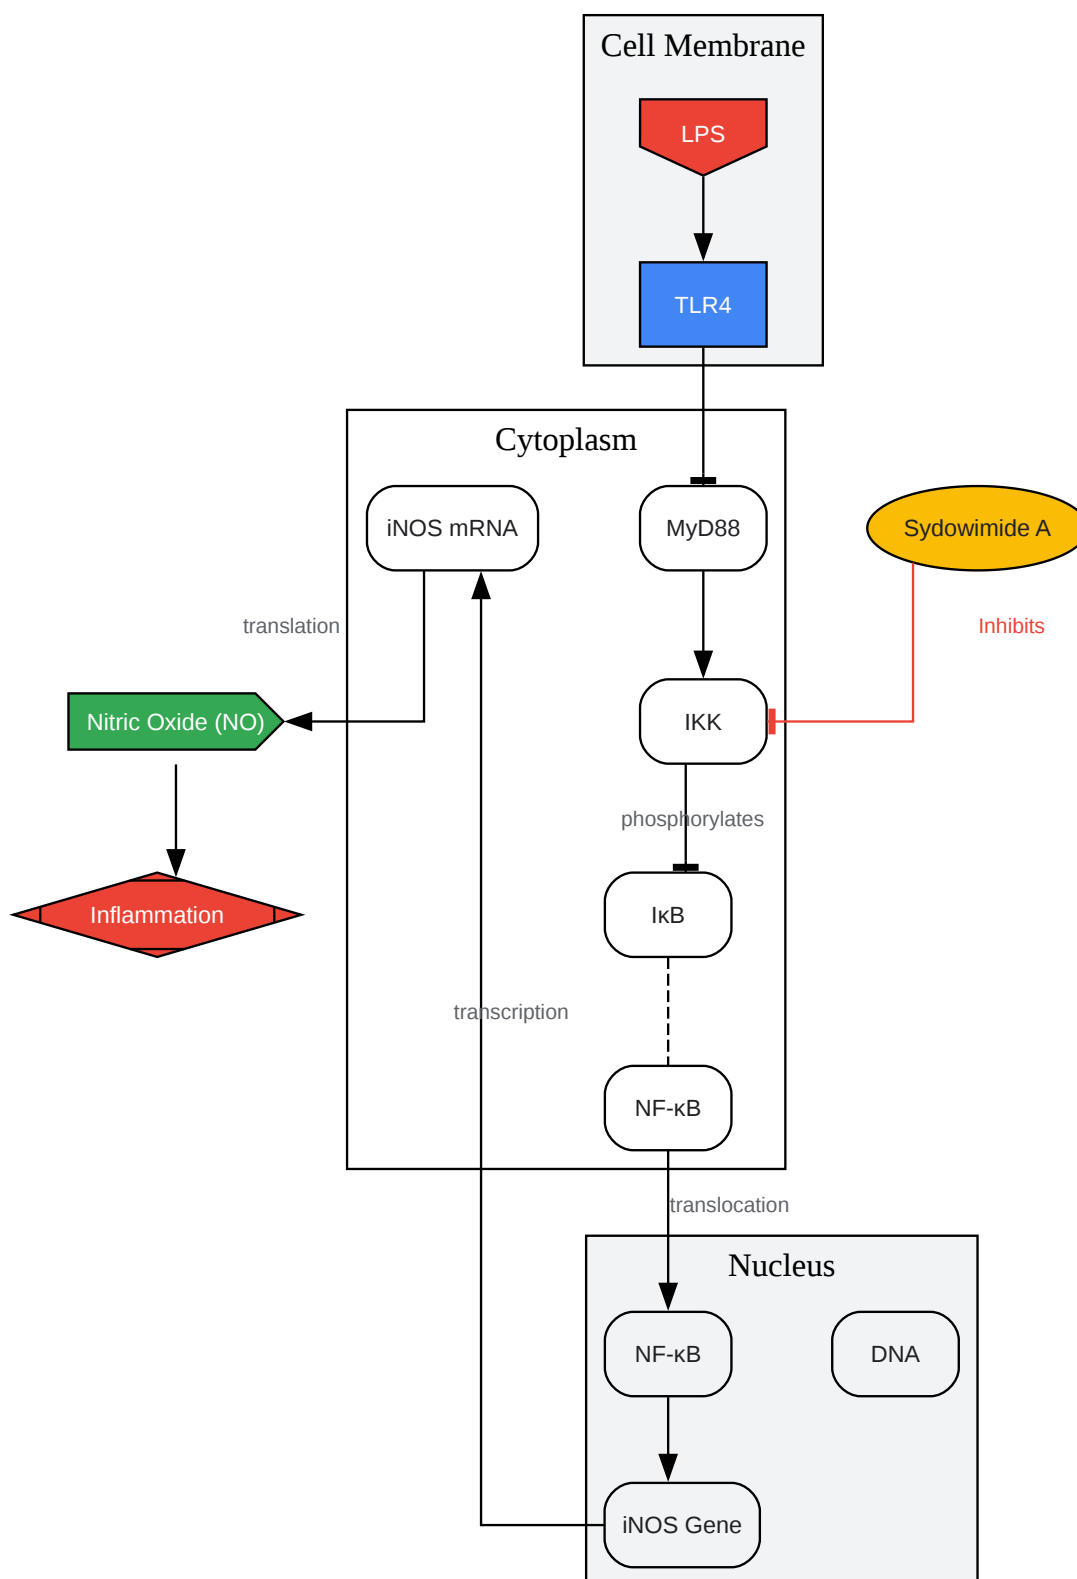 Cell Membrane
LPS
TLR4
Cytoplasm
iNOS mRNA
MyD88
Sydowimide A
translation
Inhibits
Nitric Oxide (NO)
IKK
phosphorylates
Inflammation
IκB
transcription
NF-κB
translocation
Nucleus
NF-κB
DNA
iNOS Gene